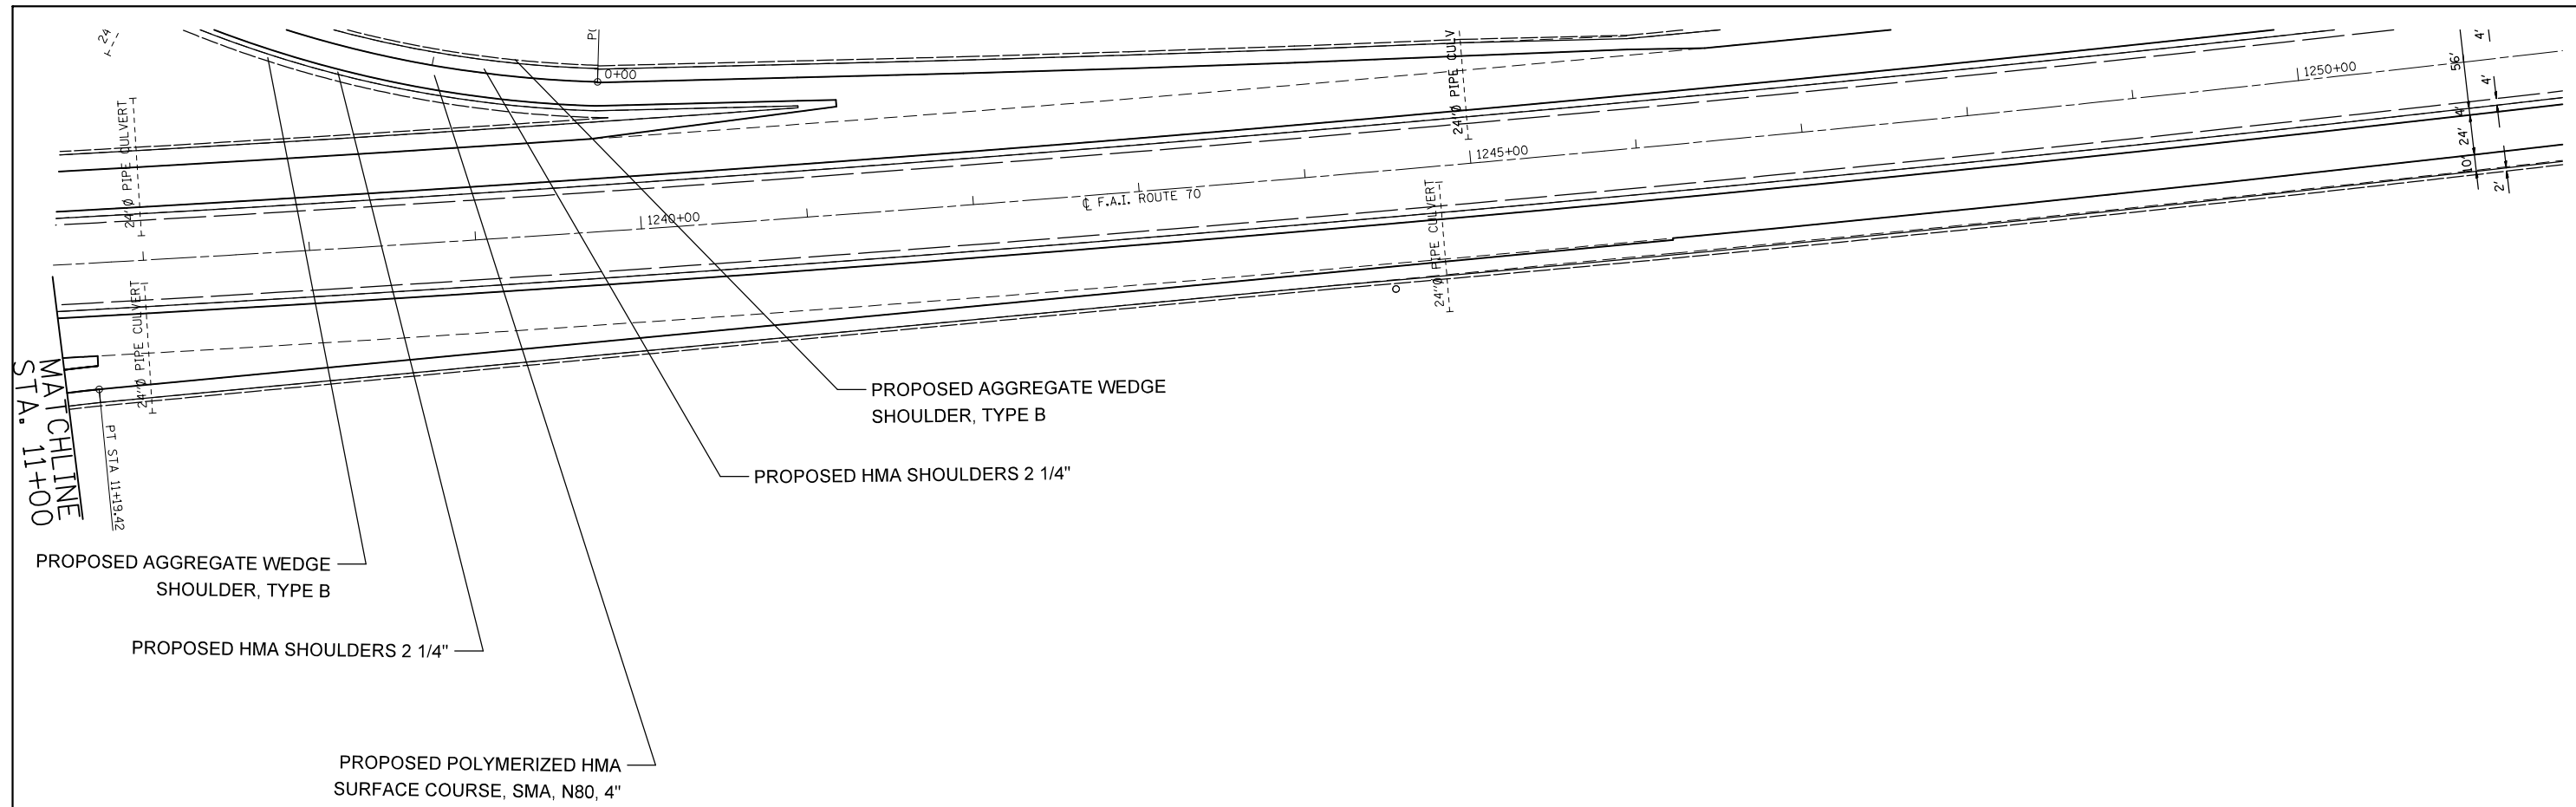 24
P(
0+00
24"Ø PIPE CULV
4'
56'
1250+00
4'
24"Ø PIPE CULVERT
1245+00
4'
24'
10'
2'
1240+00
℄ F.A.I. ROUTE 70
24"Ø PIPE CULVERT
24"Ø PIPE CULVERT
MATCHLINE
STA. 11+00
PT STA 11+19.42
PROPOSED AGGREGATE WEDGE
SHOULDER, TYPE B
PROPOSED HMA SHOULDERS 2 1/4"
PROPOSED AGGREGATE WEDGE
SHOULDER, TYPE B
PROPOSED HMA SHOULDERS 2 1/4"
PROPOSED POLYMERIZED HMA
SURFACE COURSE, SMA, N80, 4"